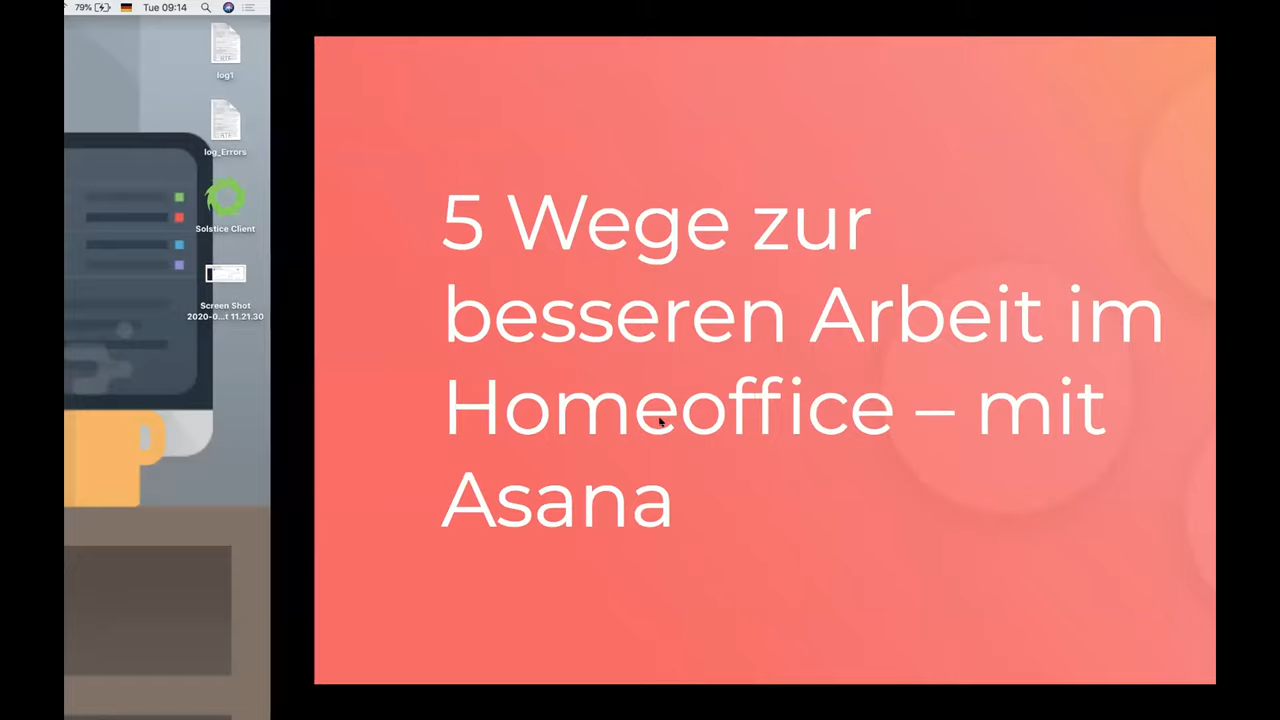 79% Tue 09:14
log1
log_Errors
Solstice Client
Screen Shot
2020-0...t 11.21.30
5 Wege zur
besseren Arbeit im
Homeoffice – mit
Asana